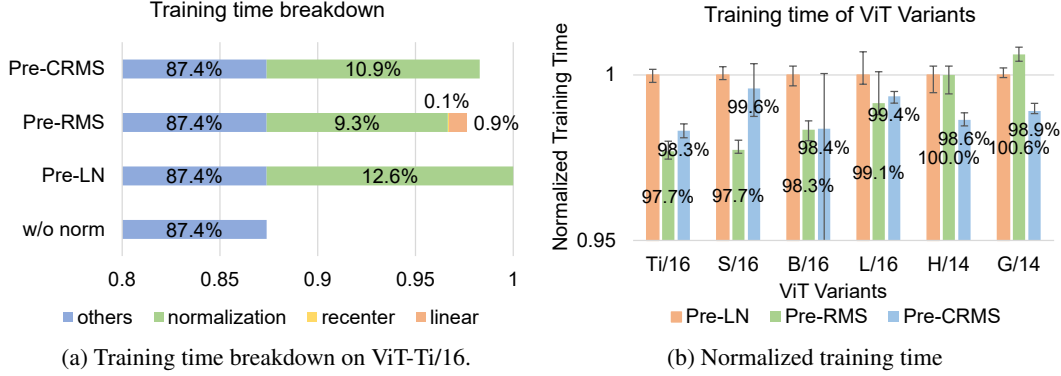 Training time breakdown
Pre-CRMS
87.4%
10.9%
0.1%
Pre-RMS
87.4%
9.3%
0.9%
Pre-LN
87.4%
12.6%
w/o norm
87.4%
0.8
0.85
0.9
0.95
1
others
normalization
recenter
linear
(a) Training time breakdown on ViT-Ti/16.
Training time of ViT Variants
Normalized Training Time
1
0.95
98.3%
97.7%
99.6%
97.7%
98.4%
98.3%
99.4%
99.1%
98.6%
100.0%
98.9%
100.6%
Ti/16
S/16
B/16
L/16
H/14
G/14
ViT Variants
Pre-LN
Pre-RMS
Pre-CRMS
(b) Normalized training time